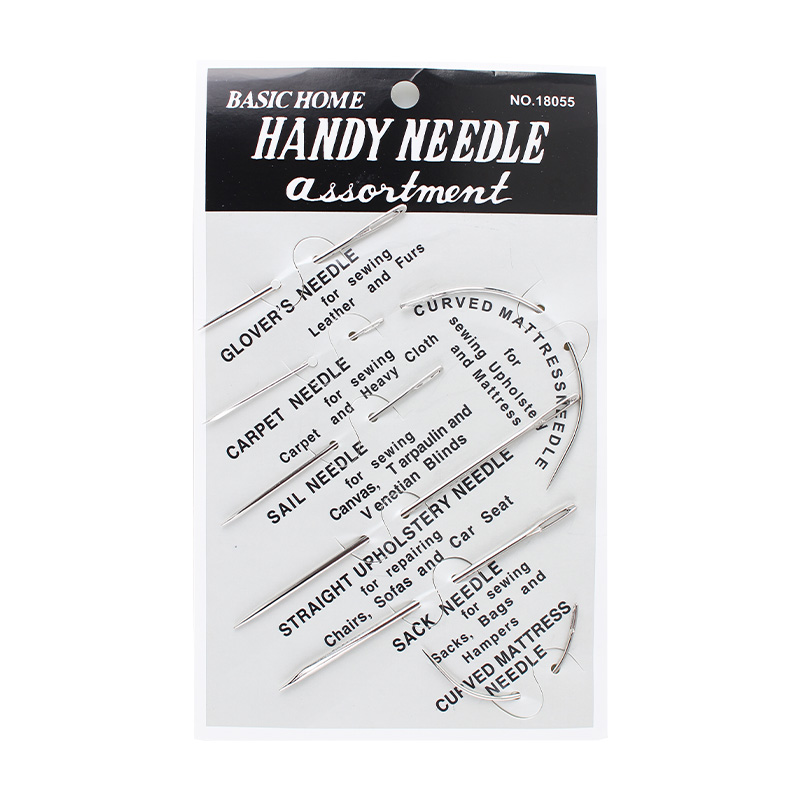 BASIC HOME
NO.18055
HANDY NEEDLE
assortment
GLOVER'S NEEDLE
for sewing
Leather and Furs
CURVED MATTRESS NEEDLE
for
sewing Upholstery
and Mattress
CARPET NEEDLE
for sewing
Carpet and Heavy Cloth
SAIL NEEDLE
for sewing
Canvas, Tarpaulin and
Venetian Blinds
STRAIGHT UPHOLSTERY NEEDLE
for repairing
Chairs, Sofas and Car Seat
SACK NEEDLE
for sewing
Sacks, Bags and
Hampers
CURVED MATTRESS
NEEDLE